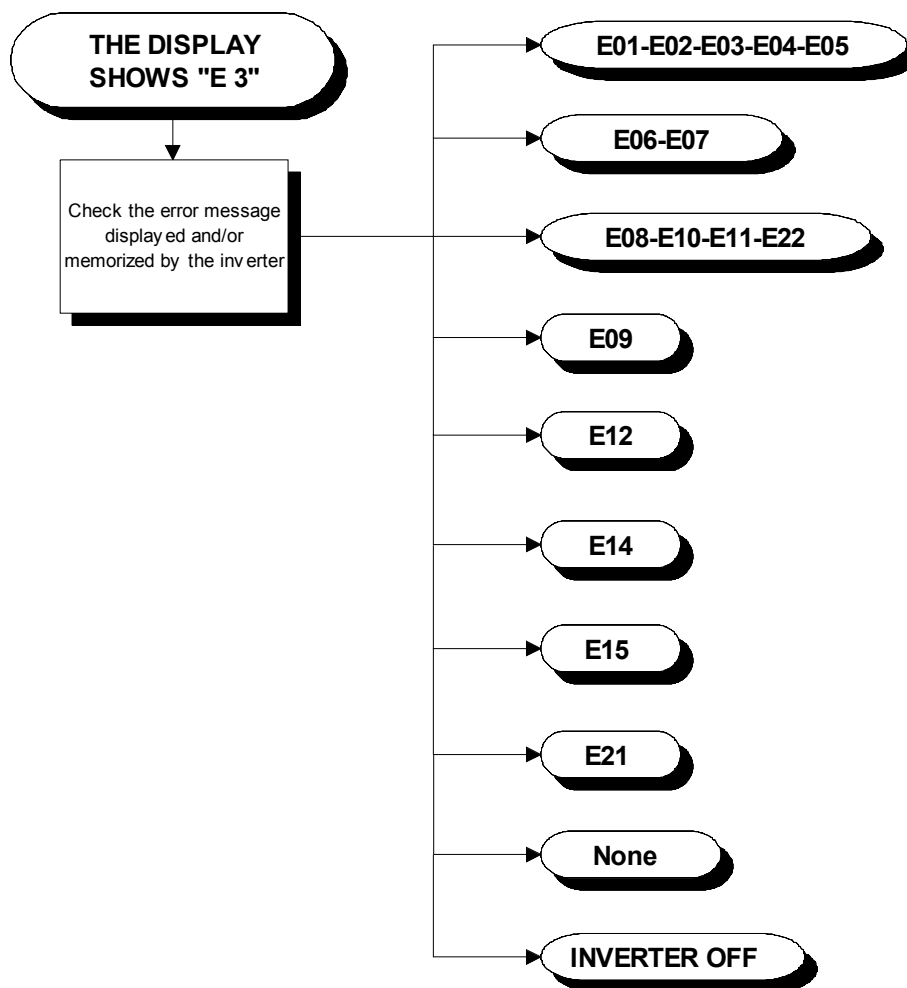 THE DISPLAY
SHOWS "E 3"
Check the error message
displayed and/or
memorized by the inverter
E01-E02-E03-E04-E05
E06-E07
E08-E10-E11-E22
E09
E12
E14
E15
E21
None
INVERTER OFF